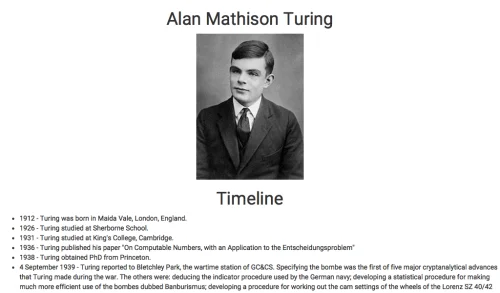 Alan Mathison Turing
Timeline
1912 - Turing was born in Maida Vale, London, England.
1926 - Turing studied at Sherborne School.
1931 - Turing studied at King's College, Cambridge.
1936 - Turing published his paper "On Computable Numbers, with an Application to the Entscheidungsproblem"
1938 - Turing obtained PhD from Princeton.
4 September 1939 - Turing reported to Bletchley Park, the wartime station of GC&CS. Specifying the bombe was the first of five major cryptanalytical advances
that Turing made during the war. The others were: deducing the indicator procedure used by the German navy; developing a statistical procedure for making
much more efficient use of the bombes dubbed Banburismus; developing a procedure for working out the cam settings of the wheels of the Lorenz SZ 40/42